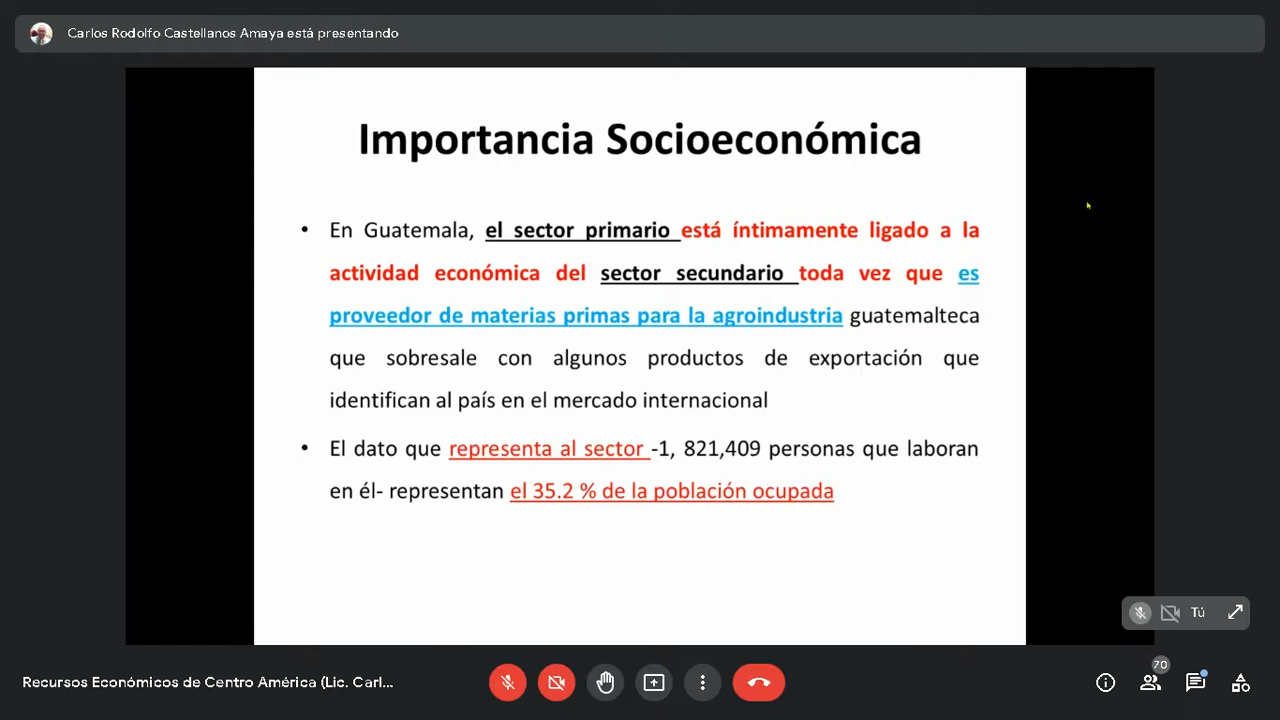 Carlos Rodolfo Castellanos Amaya está presentando
Importancia Socioeconómica
• En Guatemala, el sector primario está íntimamente ligado a la
actividad económica del sector secundario toda vez que es
proveedor de materias primas para la agroindustria guatemalteca
que sobresale con algunos productos de exportación que
identifican al país en el mercado internacional
• El dato que representa al sector -1, 821,409 personas que laboran
en él- representan el 35.2 % de la población ocupada
Tú
70
Recursos Económicos de Centro América (Lic. Carl...